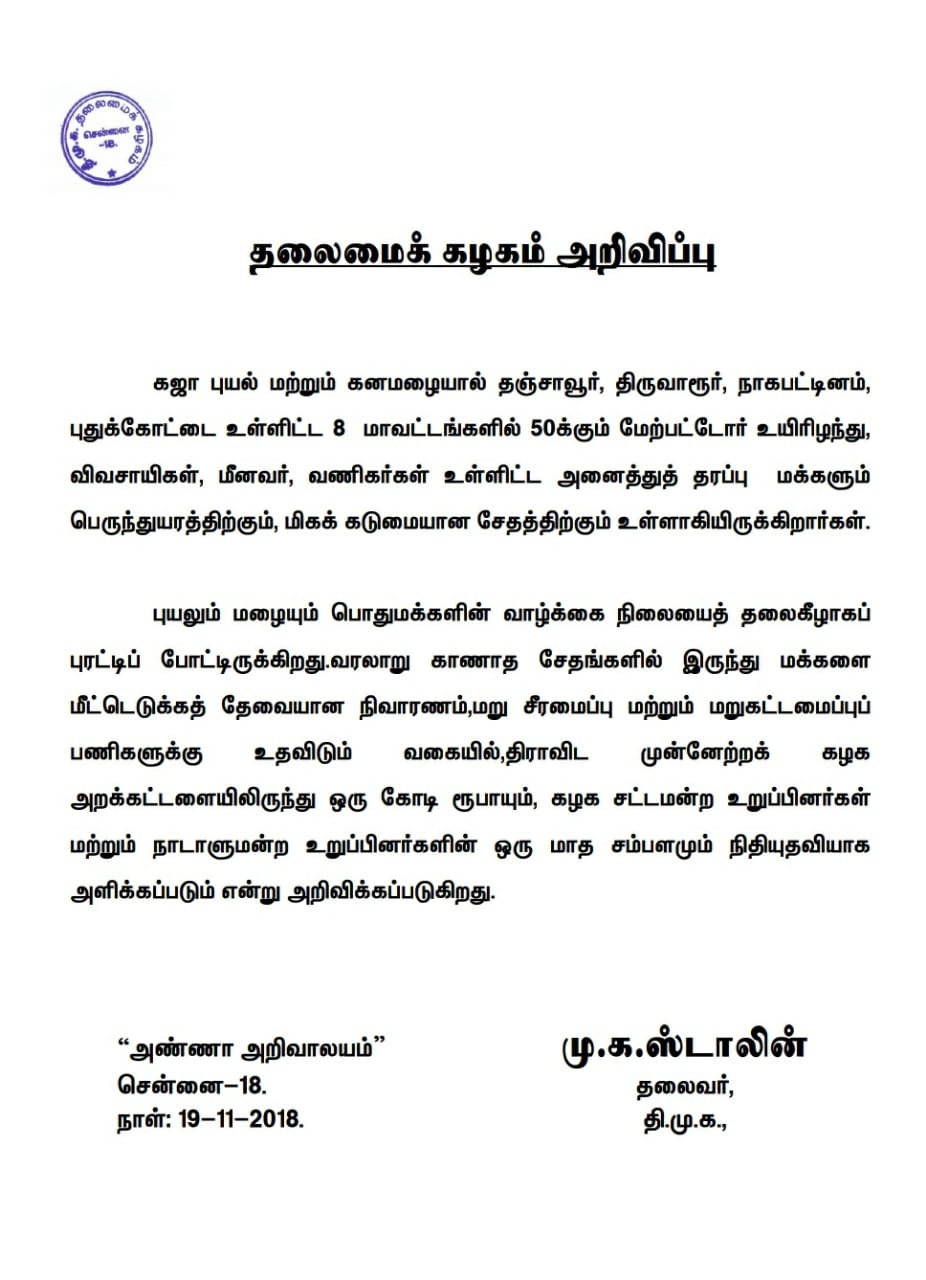 தி.மு.க. தலைமைக் கழகம்
சென்னை
-18.
தலைமைக் கழகம் அறிவிப்பு
கஜா புயல் மற்றும் கனமழையால் தஞ்சாவூர், திருவாரூர், நாகபட்டினம்,
புதுக்கோட்டை உள்ளிட்ட 8 மாவட்டங்களில் 50க்கும் மேற்பட்டோர் உயிரிழந்து,
விவசாயிகள், மீனவர், வணிகர்கள் உள்ளிட்ட அனைத்துத் தரப்பு மக்களும்
பெருந்துயரத்திற்கும், மிகக் கடுமையான சேதத்திற்கும் உள்ளாகியிருக்கிறார்கள்.
புயலும் மழையும் பொதுமக்களின் வாழ்க்கை நிலையைத் தலைகீழாகப்
புரட்டிப் போட்டிருக்கிறது.வரலாறு காணாத சேதங்களில் இருந்து மக்களை
மீட்டெடுக்கத் தேவையான நிவாரணம்,மறு சீரமைப்பு மற்றும் மறுகட்டமைப்புப்
பணிகளுக்கு உதவிடும் வகையில்,திராவிட முன்னேற்றக் கழக
அறக்கட்டளையிலிருந்து ஒரு கோடி ரூபாயும், கழக சட்டமன்ற உறுப்பினர்கள்
மற்றும் நாடாளுமன்ற உறுப்பினர்களின் ஒரு மாத சம்பளமும் நிதியுதவியாக
அளிக்கப்படும் என்று அறிவிக்கப்படுகிறது.
“அண்ணா அறிவாலயம்”
சென்னை–18.
நாள்: 19–11–2018.
மு.க.ஸ்டாலின்
தலைவர்,
தி.மு.க.,